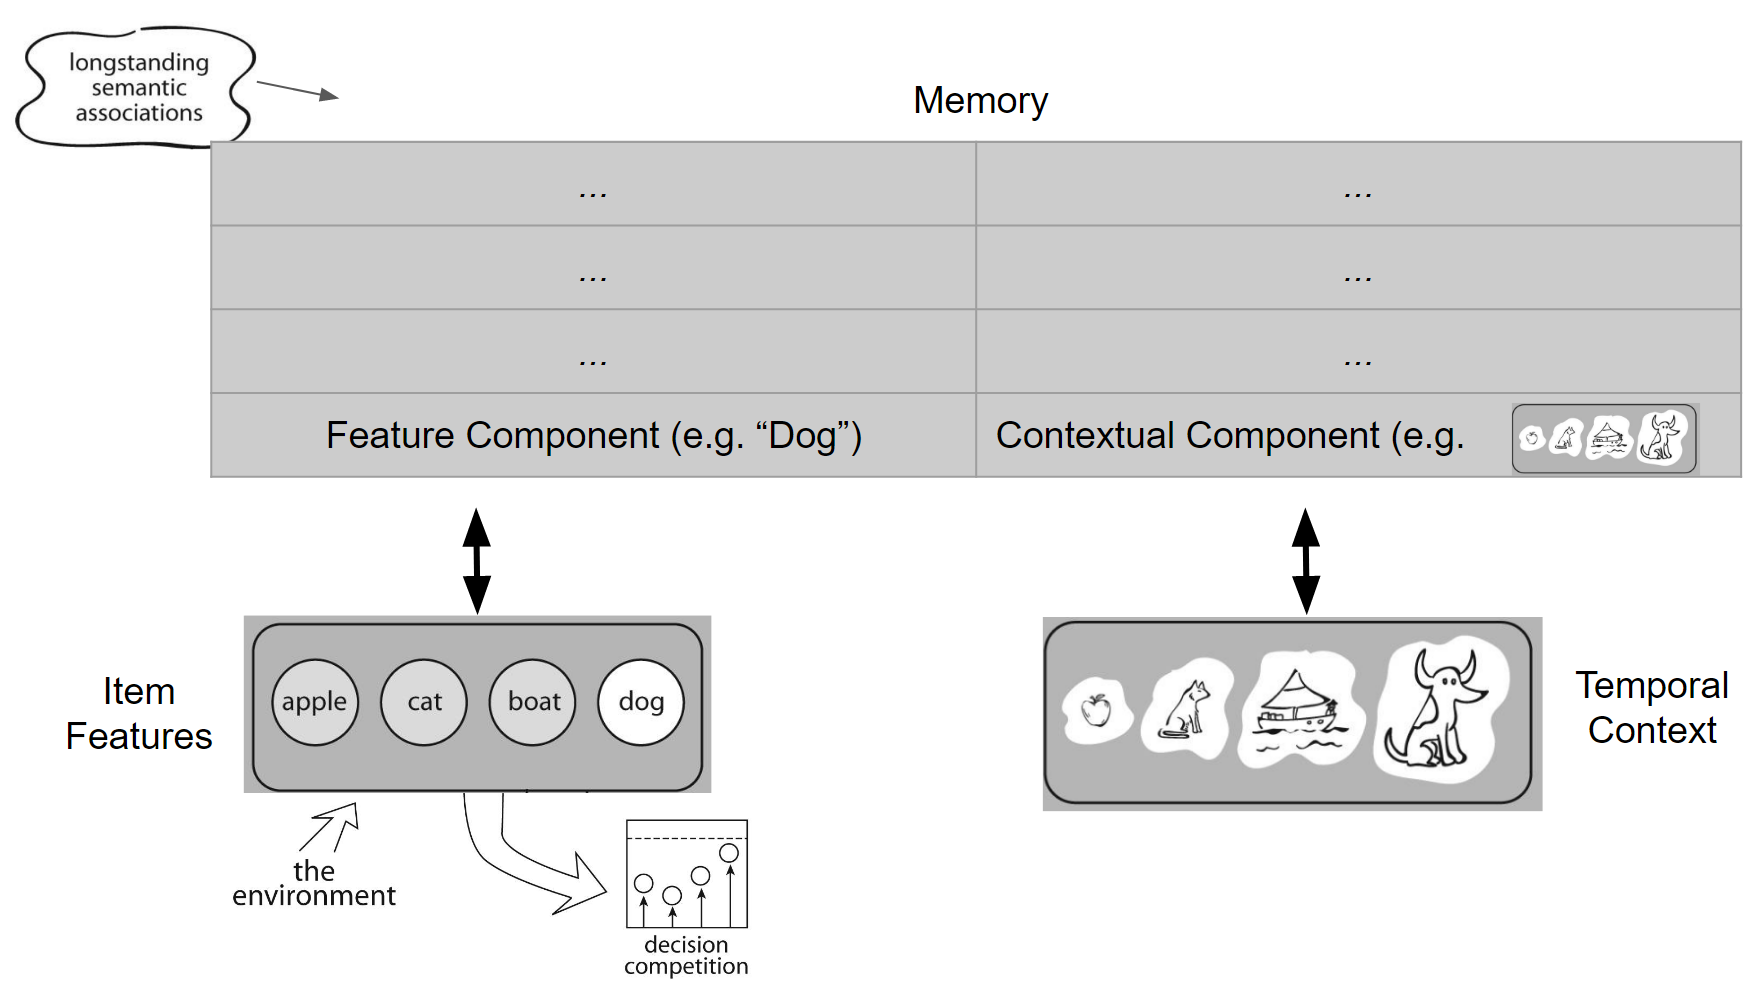 longstanding
semantic
associations
Memory
... ...
... ...
... ...
Feature Component (e.g. “Dog”) Contextual Component (e.g.
Item
Features
apple cat boat dog
Temporal
Context
the
environment
decision
competition